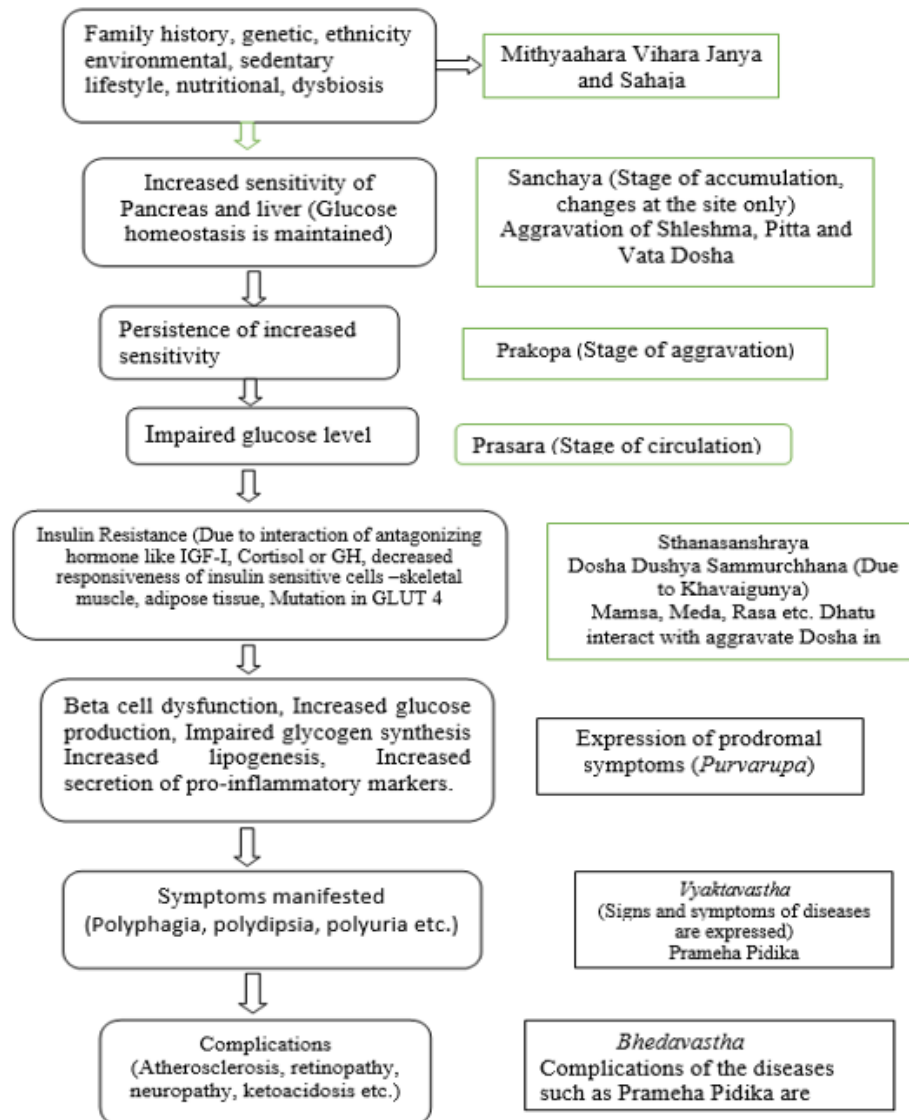 Family history, genetic, ethnicity
environmental, sedentary
lifestyle, nutritional, dysbiosis
Mithyaahara Vihara Janya
and Sahaja
Increased sensitivity of
Pancreas and liver (Glucose
homeostasis is maintained)
Sanchaya (Stage of accumulation,
changes at the site only)
Aggravation of Shleshma, Pitta and
Vata Dosha
Persistence of increased
sensitivity
Prakopa (Stage of aggravation)
Impaired glucose level
Prasara (Stage of circulation)
Insulin Resistance (Due to interaction of antagonizing
hormone like IGF-I, Cortisol or GH, decreased
responsiveness of insulin sensitive cells –skeletal
muscle, adipose tissue, Mutation in GLUT 4
Sthanasanshraya
Dosha Dushya Sammurchhana (Due
to Khavaigunya)
Mamsa, Meda, Rasa etc. Dhatu
interact with aggravate Dosha in
Beta cell dysfunction, Increased glucose
production, Impaired glycogen synthesis
Increased lipogenesis, Increased
secretion of pro-inflammatory markers.
Expression of prodromal
symptoms (Purvarupa)
Symptoms manifested
(Polyphagia, polydipsia, polyuria etc.)
Vyaktavastha
(Signs and symptoms of diseases
are expressed)
Prameha Pidika
Complications
(Atherosclerosis, retinopathy,
neuropathy, ketoacidosis etc.)
Bhedavastha
Complications of the diseases
such as Prameha Pidika are